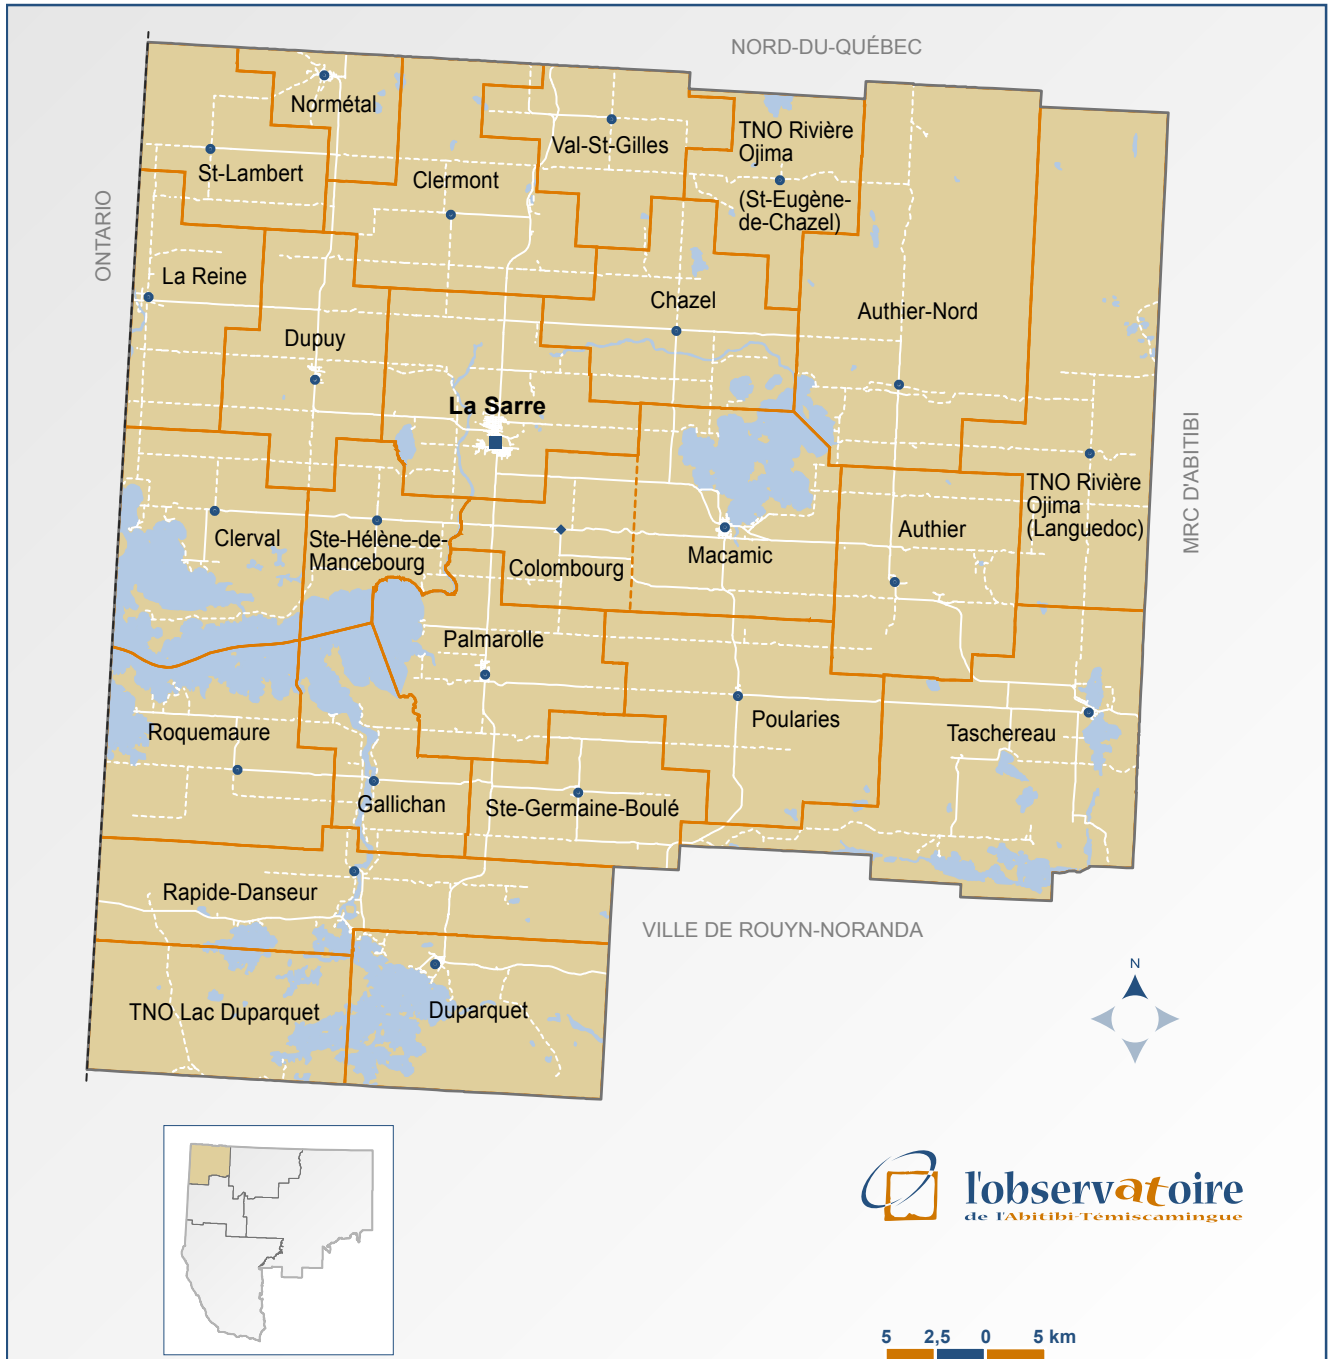 NORD-DU-QUÉBEC
Normétal
TNO Rivière
Ojima
Val-St-Gilles
St-Lambert
Clermont
(St-Eugène-
de-Chazel)
ONTARIO
La Reine
Chazel
Authier-Nord
Dupuy
La Sarre
MRC D'ABITIBI
TNO Rivière
Ojima
(Languedoc)
Clerval
Ste-Hélène-de-
Mancebourg
Colombourg
Macamic
Authier
Palmarolle
Roquemaure
Poularies
Taschereau
Gallichan
Ste-Germaine-Boulé
Rapide-Danseur
VILLE DE ROUYN-NORANDA
TNO Lac Duparquet
Duparquet
N
l'observatoire
de l'Abitibi-Témiscamingue
5 2,5 0 5 km